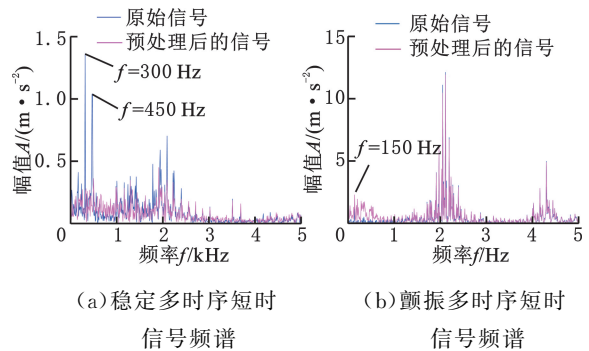 原始信号
预处理后的信号
1.5
1.0
0.5
0 1 2 3 4 5
f=300 Hz
f=450 Hz
幅值A/(m•s⁻²)
频率f/kHz
(a)稳定多时序短时
信号频谱
原始信号
预处理后的信号
15
10
5
0 1 2 3 4 5
f=150 Hz
幅值A/(m•s⁻²)
频率f/Hz
(b)颤振多时序短时
信号频谱